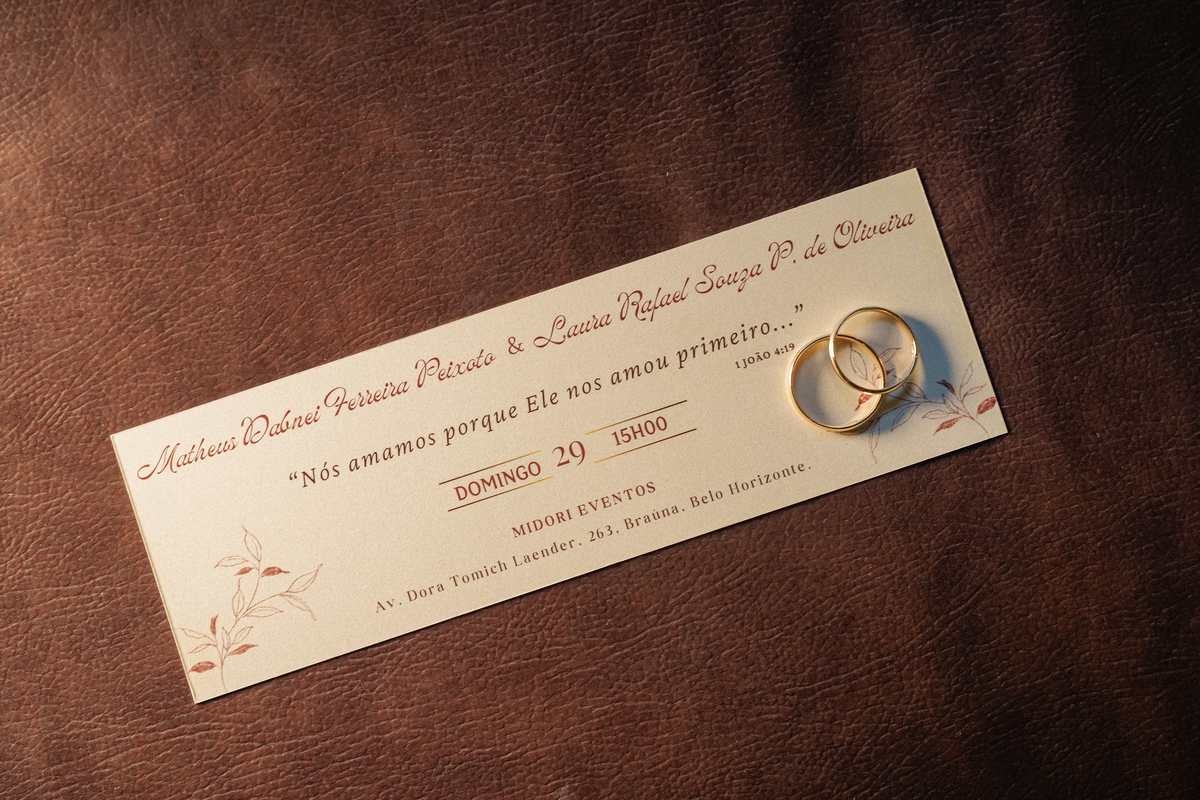 Matheus Dabnei Ferreira Peixoto & Laura Rafael Souza P. de Oliveira
“Nós amamos porque Ele nos amou primeiro...”
1 JOÃO 4:19
DOMINGO 29 15H00
MIDORI EVENTOS
Av. Dora Tomich Laender, 263, Braúna, Belo Horizonte.